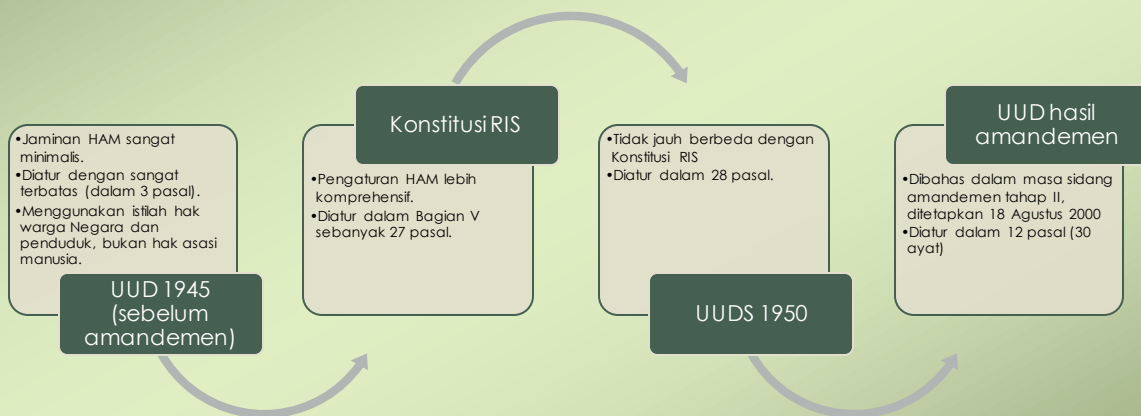 •Jaminan HAM sangat
minimalis.
•Diatur dengan sangat
terbatas (dalam 3 pasal).
•Menggunakan istilah hak
warga Negara dan
penduduk, bukan hak asasi
manusia.
UUD 1945
(sebelum
amandemen)
Konstitusi RIS
•Pengaturan HAM lebih
komprehensif.
•Diatur dalam Bagian V
sebanyak 27 pasal.
•Tidak jauh berbeda dengan
Konstitusi RIS
•Diatur dalam 28 pasal.
UUDS 1950
UUD hasil
amandemen
•Dibahas dalam masa sidang
amandemen tahap II,
ditetapkan 18 Agustus 2000
•Diatur dalam 12 pasal (30
ayat)